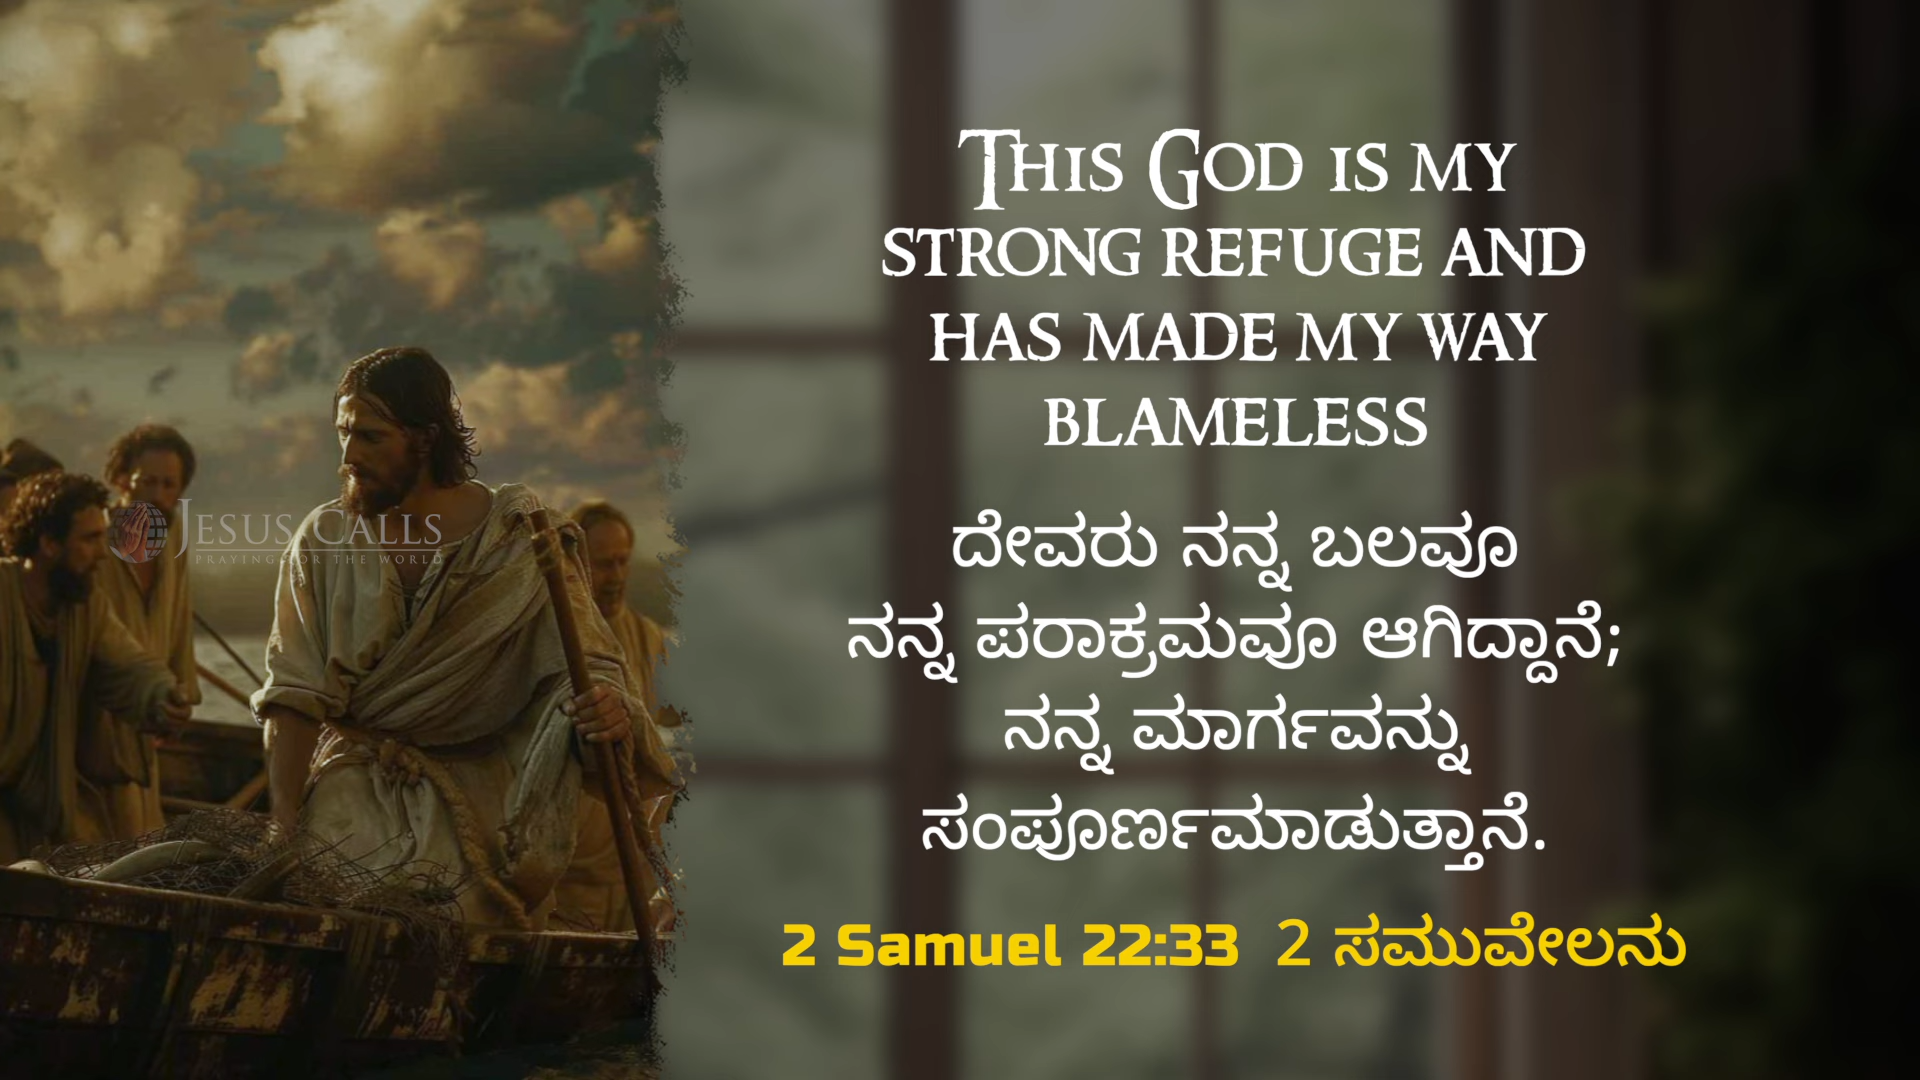 JESUS CALLS
PRAYING FOR THE WORLD
THIS GOD IS MY
STRONG REFUGE AND
HAS MADE MY WAY
BLAMELESS
ದೇವರು ನನ್ನ ಬಲವೂ
ನನ್ನ ಪರಾಕ್ರಮವೂ ಆಗಿದ್ದಾನೆ;
ನನ್ನ ಮಾರ್ಗವನ್ನು
ಸಂಪೂರ್ಣಮಾಡುತ್ತಾನೆ.
2 Samuel 22:33 2 ಸಮುವೇಲನು